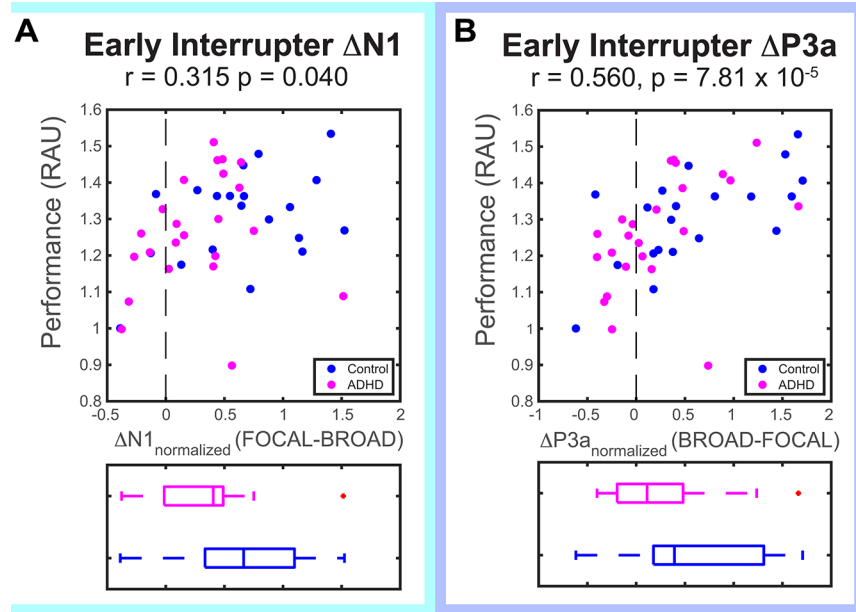 A
Early Interrupter ΔN1
r = 0.315 p = 0.040
Performance (RAU)
1.6
1.5
1.4
1.3
1.2
1.1
1
0.9
0.8
Control
ADHD
-0.5 0 0.5 1 1.5 2
ΔN1normalized (FOCAL-BROAD)
B
Early Interrupter ΔP3a
r = 0.560, p = 7.81 x 10-5
Performance (RAU)
1.6
1.5
1.4
1.3
1.2
1.1
1
0.9
0.8
Control
ADHD
-1 -0.5 0 0.5 1 1.5 2
ΔP3anormalized (BROAD-FOCAL)